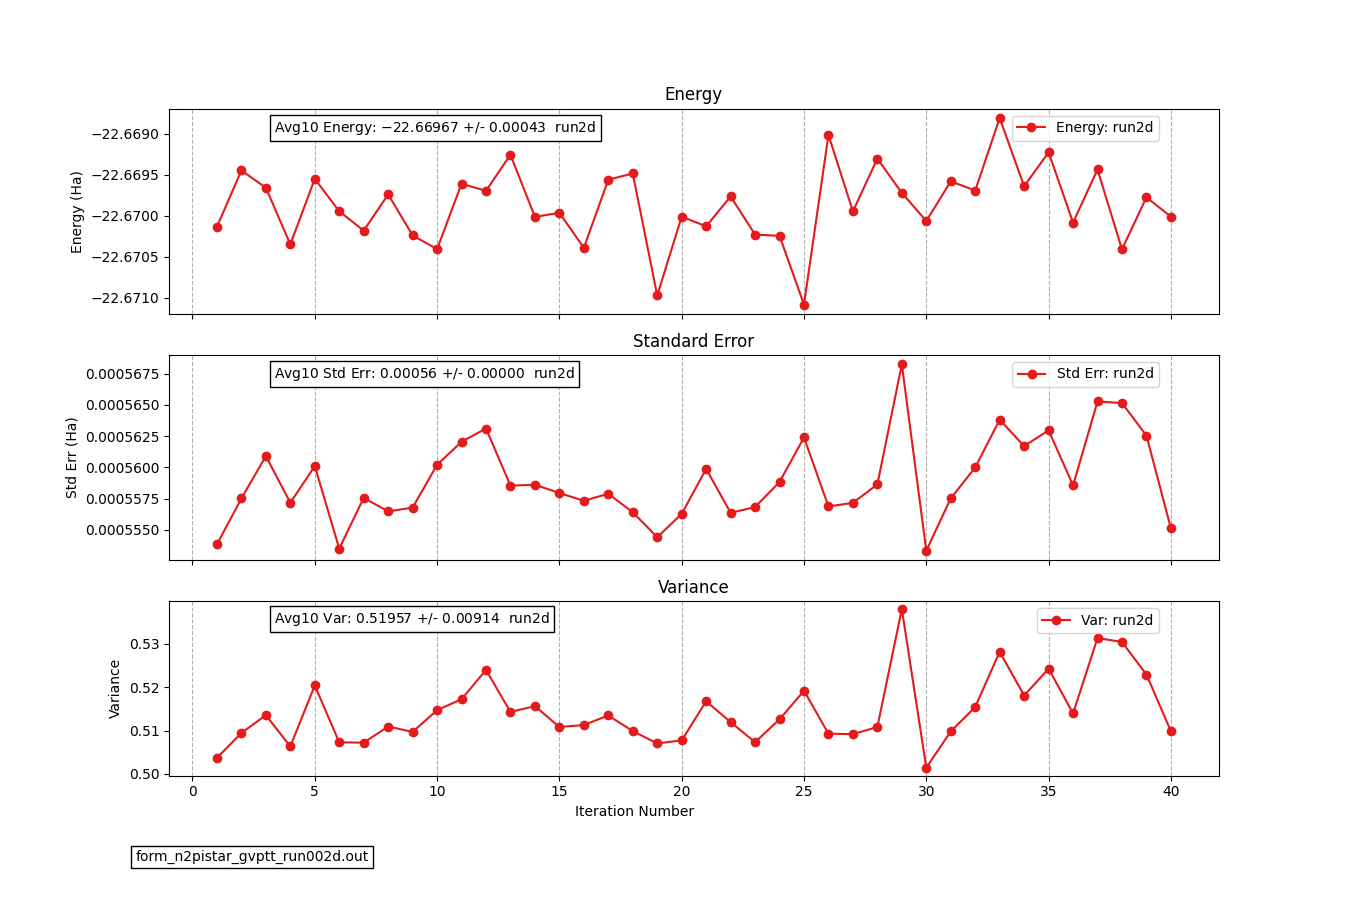 Energy
Avg10 Energy: −22.66967 +/- 0.00043 run2d
Energy: run2d
−22.6690
−22.6695
−22.6700
−22.6705
−22.6710
Energy (Ha)
Standard Error
Avg10 Std Err: 0.00056 +/- 0.00000 run2d
Std Err: run2d
0.0005675
0.0005650
0.0005625
0.0005600
0.0005575
0.0005550
Std Err (Ha)
Variance
Avg10 Var: 0.51957 +/- 0.00914 run2d
Var: run2d
0.53
0.52
0.51
0.50
Variance
0 5 10 15 20 25 30 35 40
Iteration Number
form_n2pistar_gvptt_run002d.out